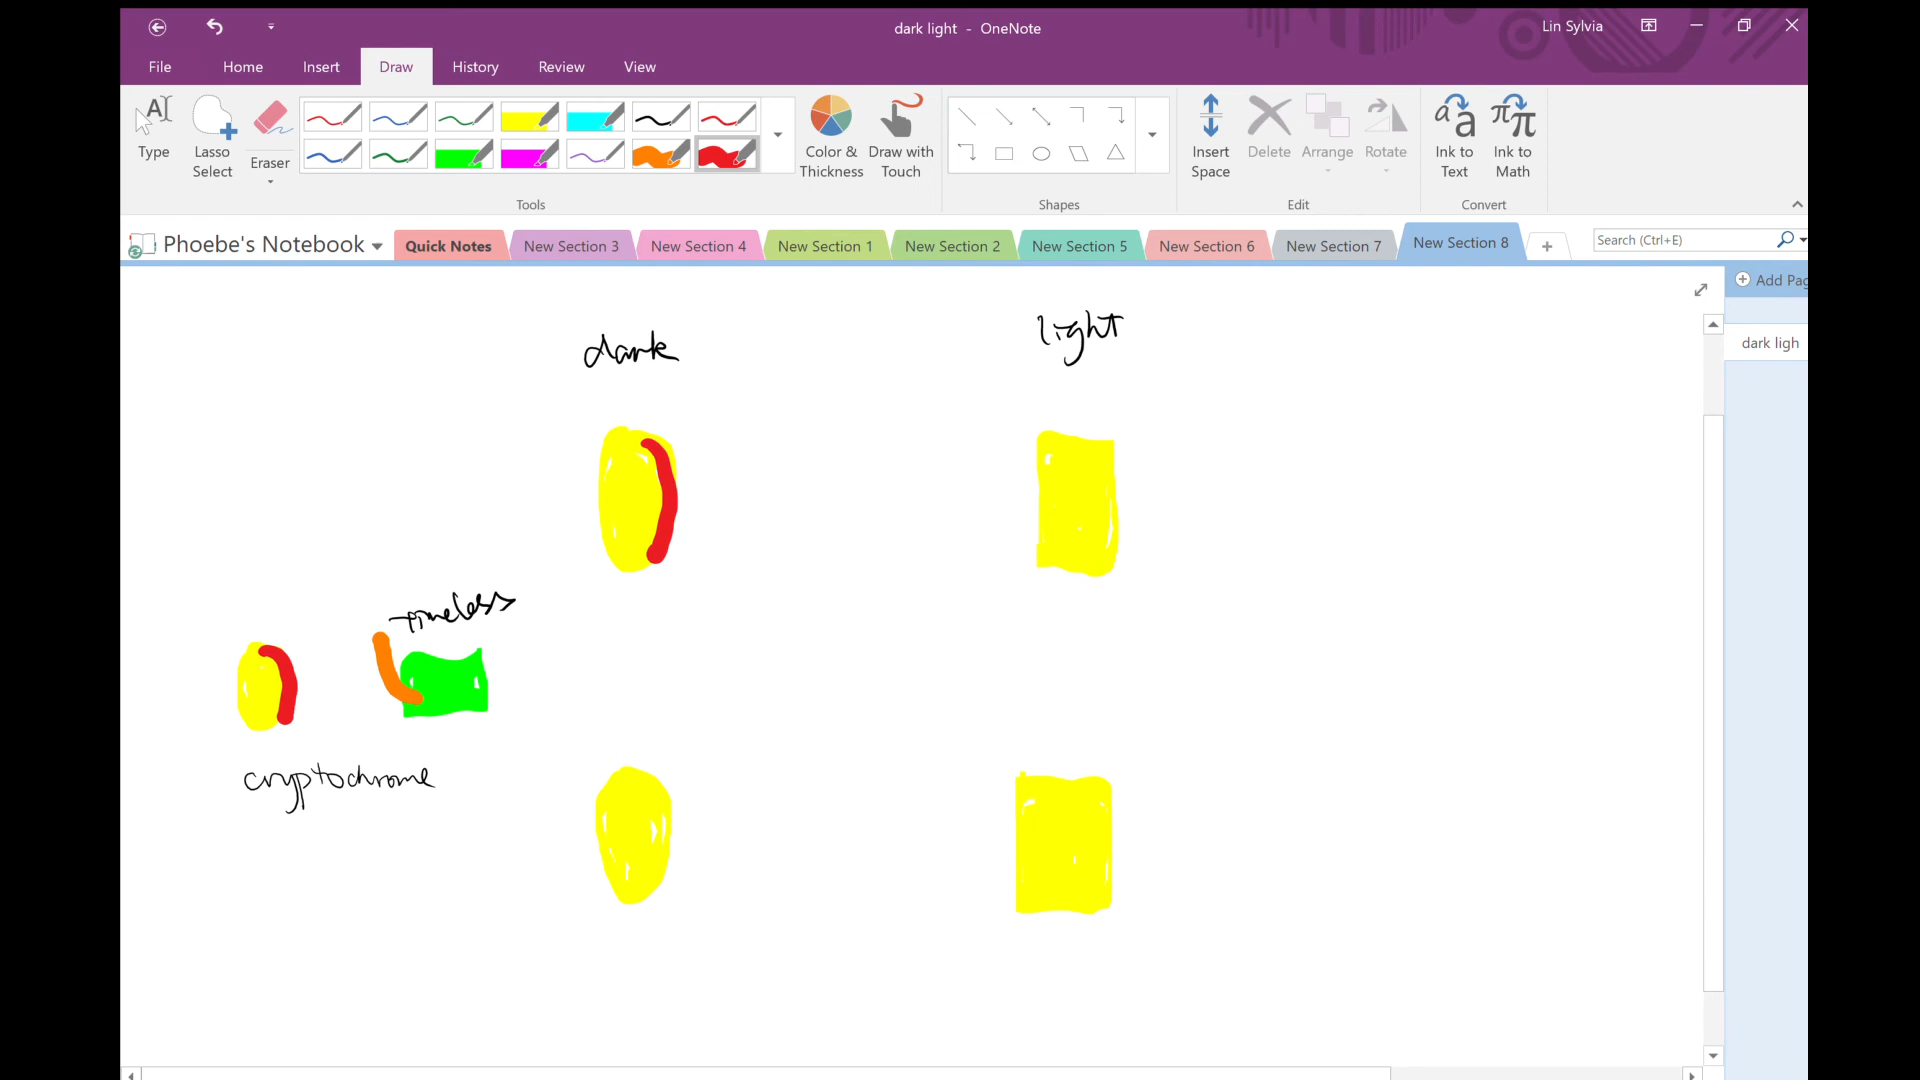 dark light - OneNote
Lin Sylvia
File Home Insert Draw History Review View
Type
Lasso Select
Eraser
Color & Thickness
Draw with Touch
Insert Space
Delete
Arrange
Rotate
Ink to Text
Ink to Math
Tools
Shapes
Edit
Convert
Phoebe's Notebook
Quick Notes
New Section 3
New Section 4
New Section 1
New Section 2
New Section 5
New Section 6
New Section 7
New Section 8
Search (Ctrl+E)
Add Pag
dark ligh
dark
light
timeless
cryptochrome